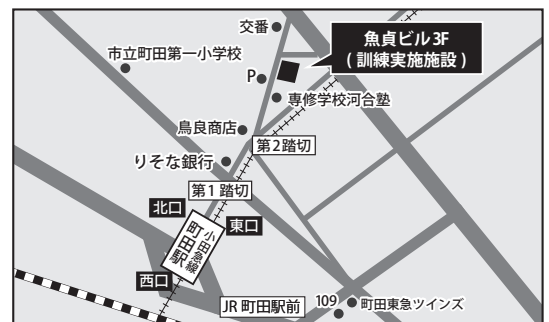 交番
魚貞ビル3F
(訓練実施施設)
市立町田第一小学校
P
専修学校河合塾
鳥良商店
第2踏切
りそな銀行
第1踏切
北口
東口
小田急線
町田駅
西口
JR町田駅前
109
町田東急ツインズ